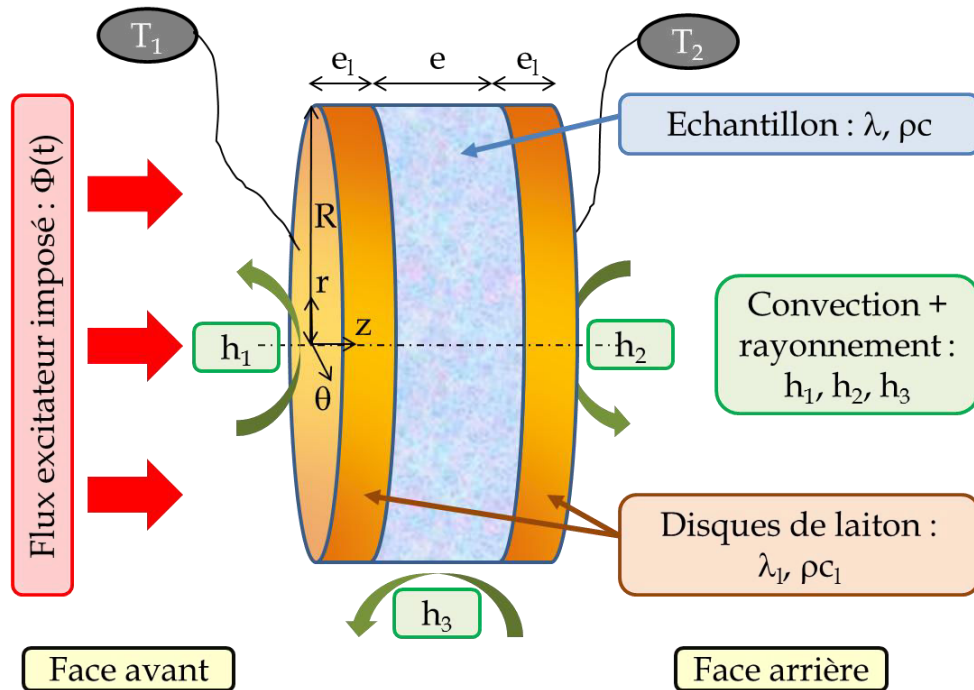 T₁
T₂
e₁ e e₁
Flux excitateur imposé : Φ(t)
Echantillon : λ, ρc
R
r
z
θ
h₁
h₂
Convection +
rayonnement :
h₁, h₂, h₃
Disques de laiton :
λₗ, ρcₗ
h₃
Face avant
Face arrière